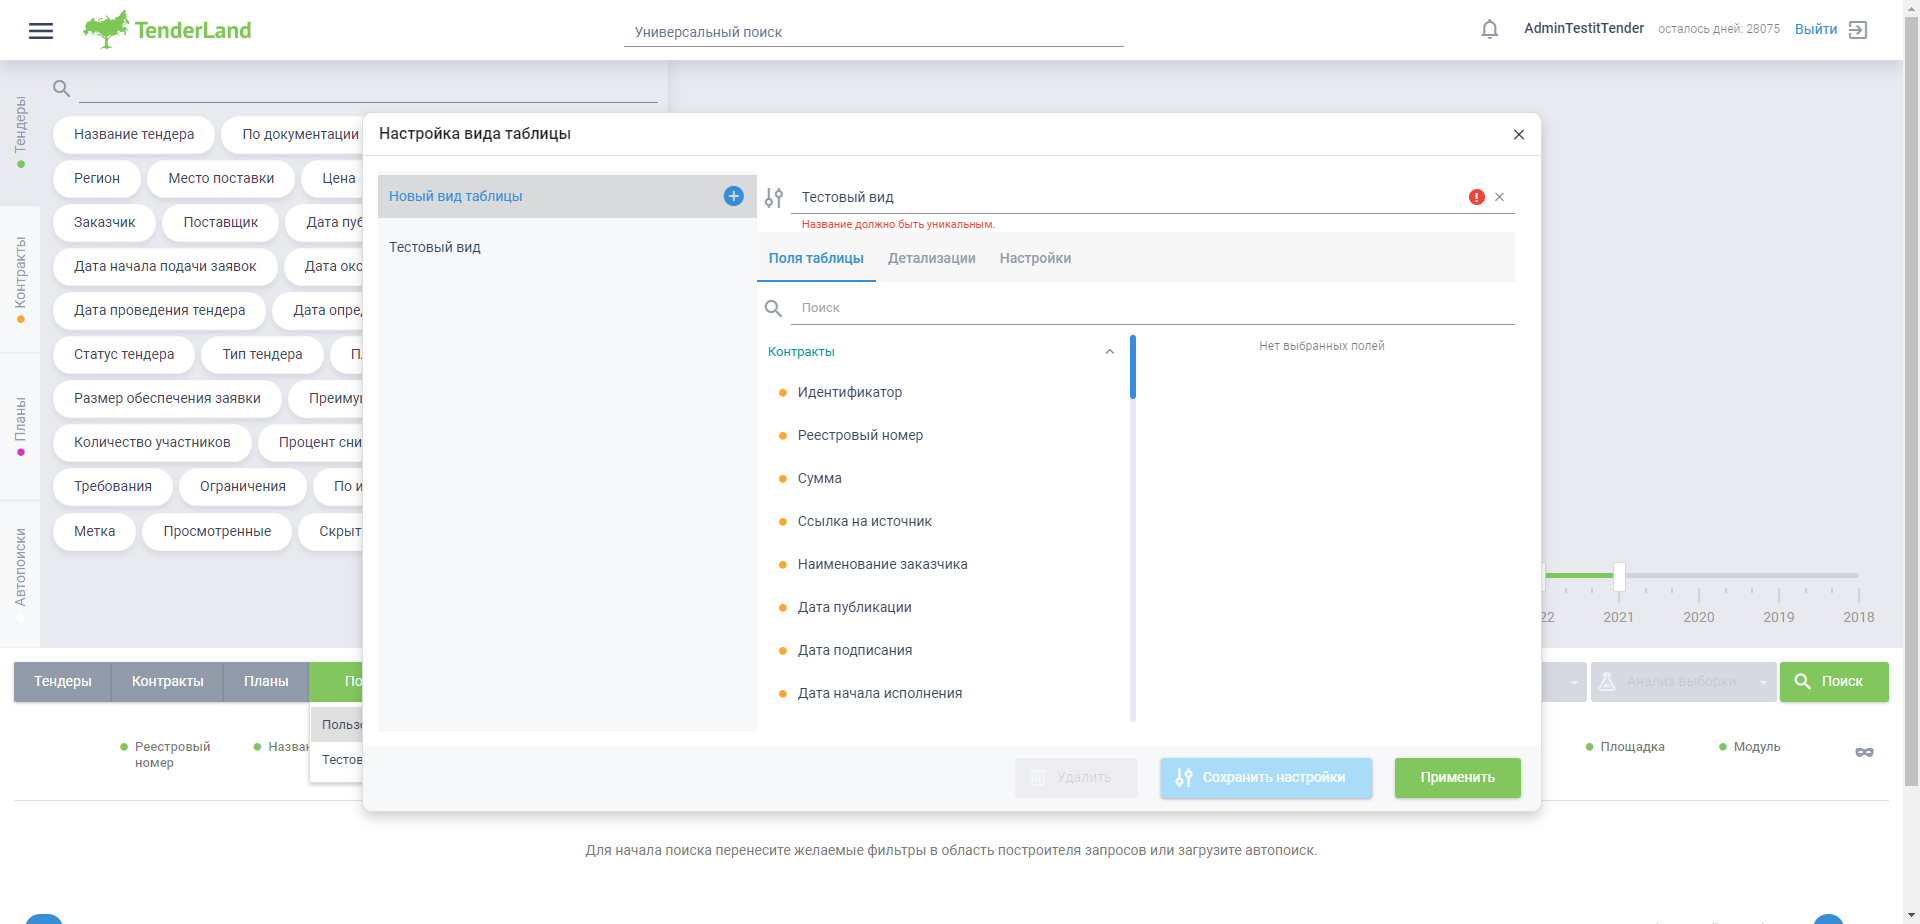 TenderLand
Универсальный поиск
AdminTestitTender
осталось дней: 28075
Выйти
Тендеры
Контракты
Планы
Автопоиски
Название тендера
По документации
Регион
Место поставки
Цена
Заказчик
Поставщик
Дата пуб
Дата начала подачи заявок
Дата око
Дата проведения тендера
Дата опре
Статус тендера
Тип тендера
Размер обеспечения заявки
Преиму
Количество участников
Процент сни
Требования
Ограничения
По и
Метка
Просмотренные
Скрыт
Настройка вида таблицы
Новый вид таблицы
Тестовый вид
Тестовый вид
Название должно быть уникальным.
Поля таблицы
Детализации
Настройки
Поиск
Контракты
Идентификатор
Реестровый номер
Сумма
Ссылка на источник
Наименование заказчика
Дата публикации
Дата подписания
Дата начала исполнения
Нет выбранных полей
Удалить
Сохранить настройки
Применить
22
2021
2020
2019
2018
Тендеры
Контракты
Планы
По
Анализ выборки
Поиск
Польз
Тестов
Реестровый
номер
Назва
Площадка
Модуль
Для начала поиска перенесите желаемые фильтры в область построителя запросов или загрузите автопоиск.